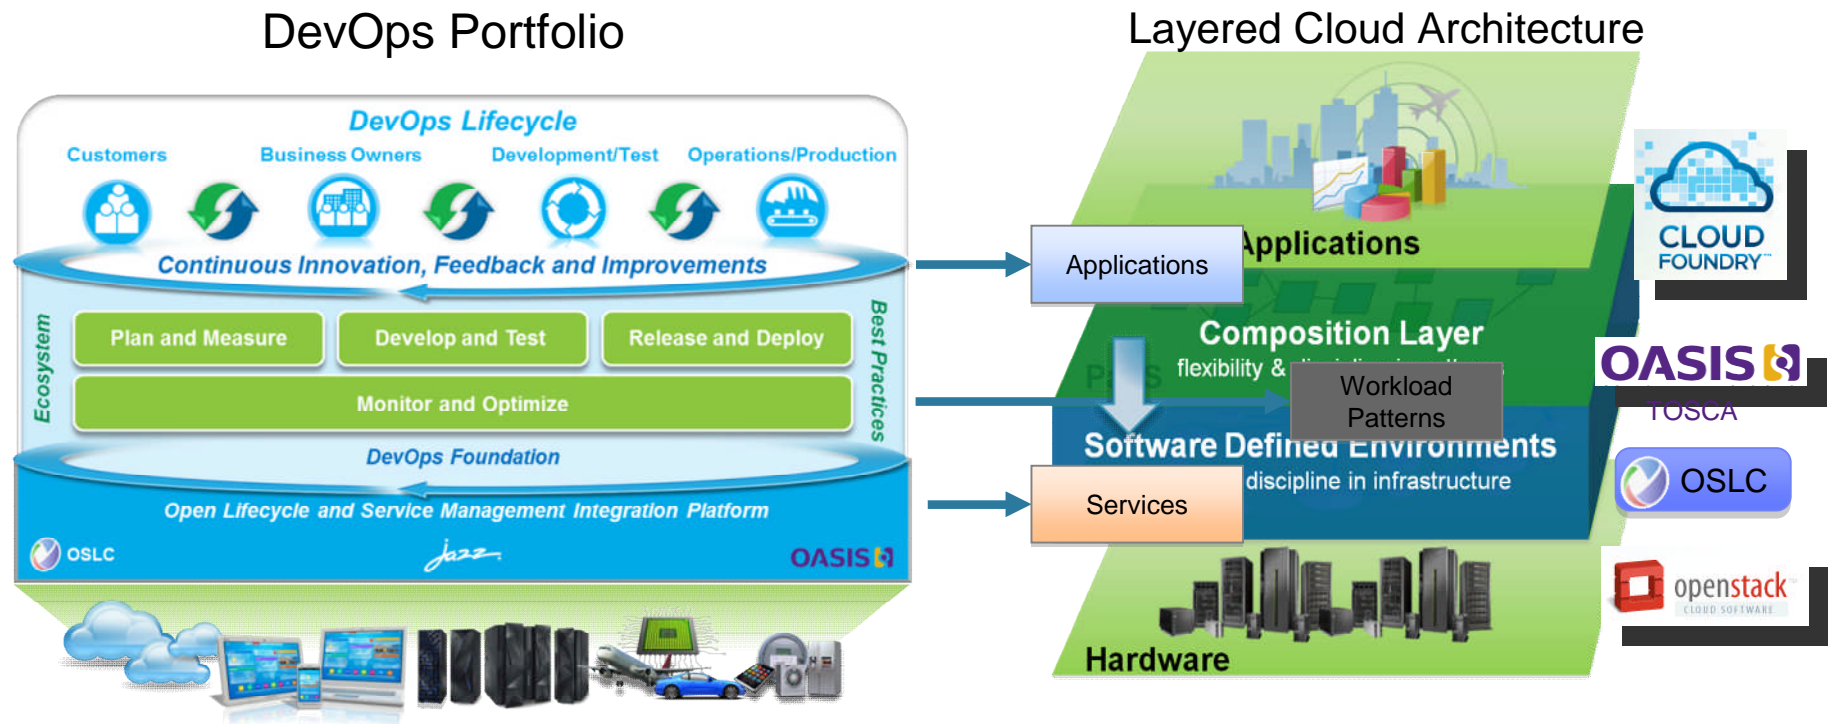 DevOps Portfolio
DevOps Lifecycle
Customers
Business Owners
Development/Test
Operations/Production
Continuous Innovation, Feedback and Improvements
Ecosystem
Plan and Measure
Develop and Test
Release and Deploy
Monitor and Optimize
Best Practices
DevOps Foundation
Open Lifecycle and Service Management Integration Platform
OSLC
jazz
OASIS
Layered Cloud Architecture
Applications
Applications
Composition Layer
flexibility &
Workload
Patterns
Software Defined Environments
discipline in infrastructure
Services
Hardware
CLOUD
FOUNDRY™
OASIS
TOSCA
OSLC
openstack™
CLOUD SOFTWARE